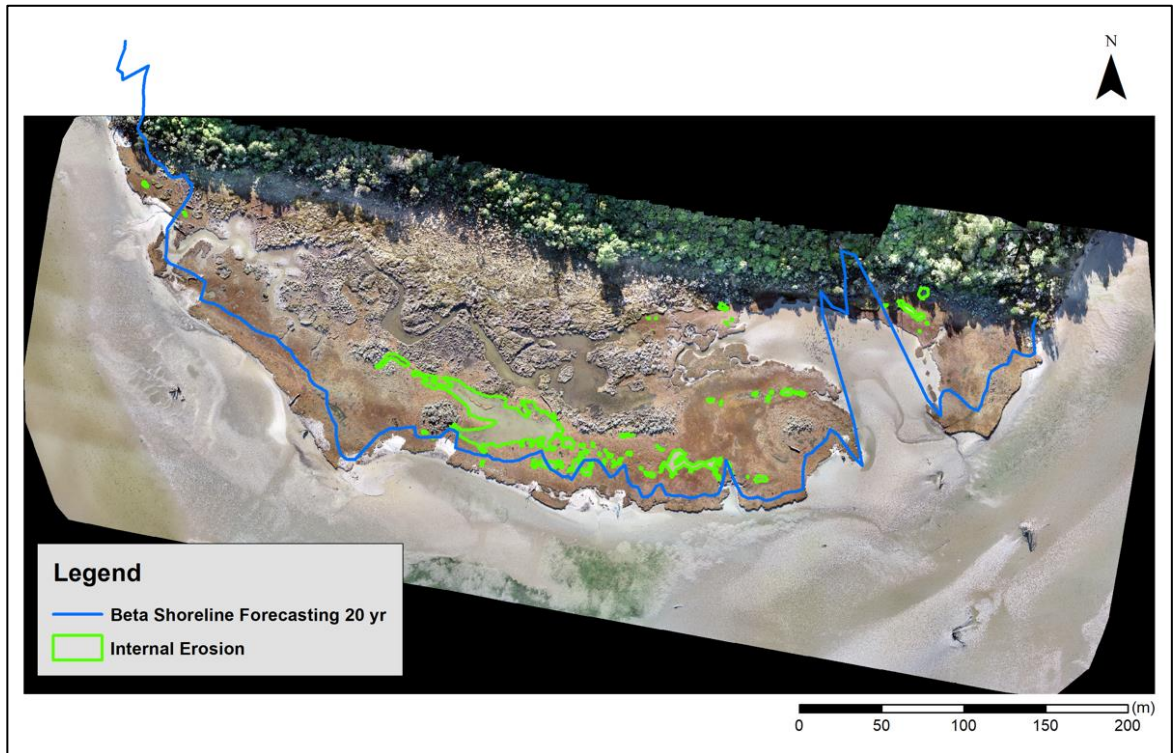 N
Legend
Beta Shoreline Forecasting 20 yr
Internal Erosion
(m)
0 50 100 150 200